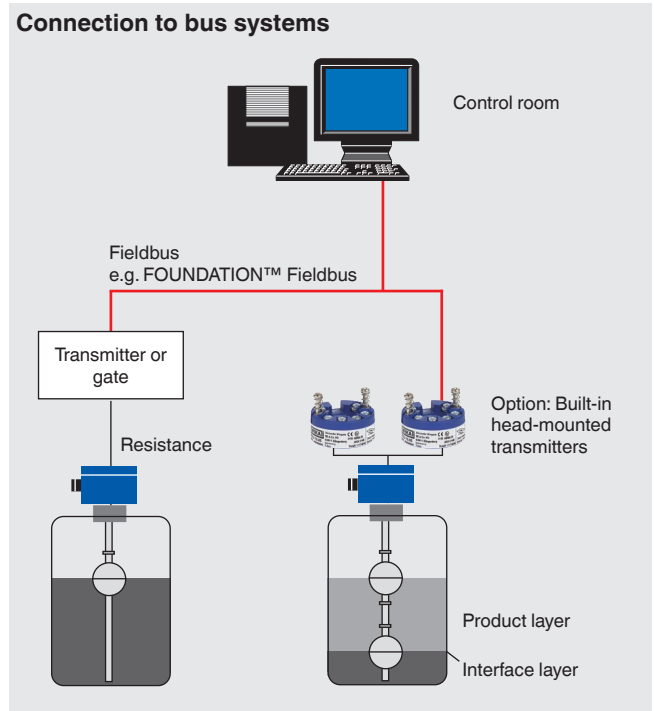 Connection to bus systems
Control room
Fieldbus
e.g. FOUNDATION™ Fieldbus
Transmitter or
gate
Option: Built-in
head-mounted
transmitters
Resistance
Product layer
Interface layer